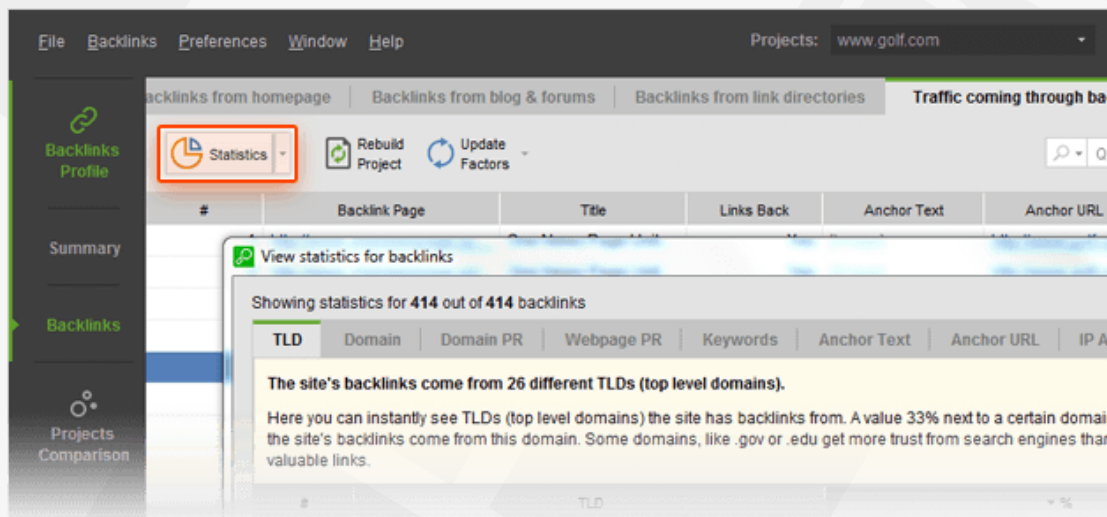 File Backlinks Preferences Window Help Projects: www.golf.com
acklinks from homepage Backlinks from blog & forums Backlinks from link directories Traffic coming through ba
Backlinks
Profile
Statistics
Rebuild
Project
Update
Factors
Q
# Backlink Page Title Links Back Anchor Text Anchor URL
Summary
View statistics for backlinks
Showing statistics for 414 out of 414 backlinks
Backlinks
TLD Domain Domain PR Webpage PR Keywords Anchor Text Anchor URL IP A
The site's backlinks come from 26 different TLDs (top level domains).
Here you can instantly see TLDs (top level domains) the site has backlinks from. A value 33% next to a certain domai
the site's backlinks come from this domain. Some domains, like .gov or .edu get more trust from search engines than
valuable links.
Projects
Comparison
# TLD %